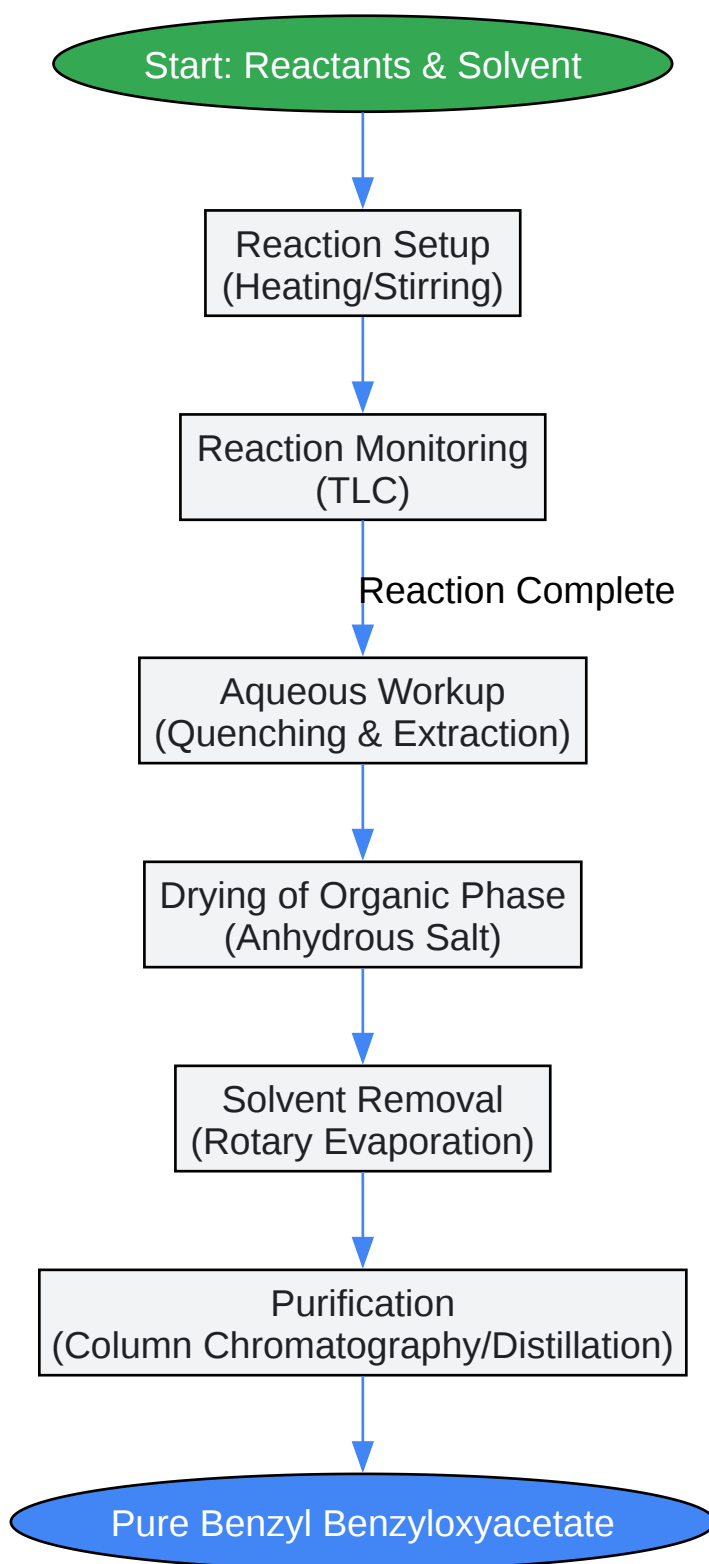 Start: Reactants & Solvent
Reaction Setup
(Heating/Stirring)
Reaction Monitoring
(TLC)
Reaction Complete
Aqueous Workup
(Quenching & Extraction)
Drying of Organic Phase
(Anhydrous Salt)
Solvent Removal
(Rotary Evaporation)
Purification
(Column Chromatography/Distillation)
Pure Benzyl Benzyloxyacetate